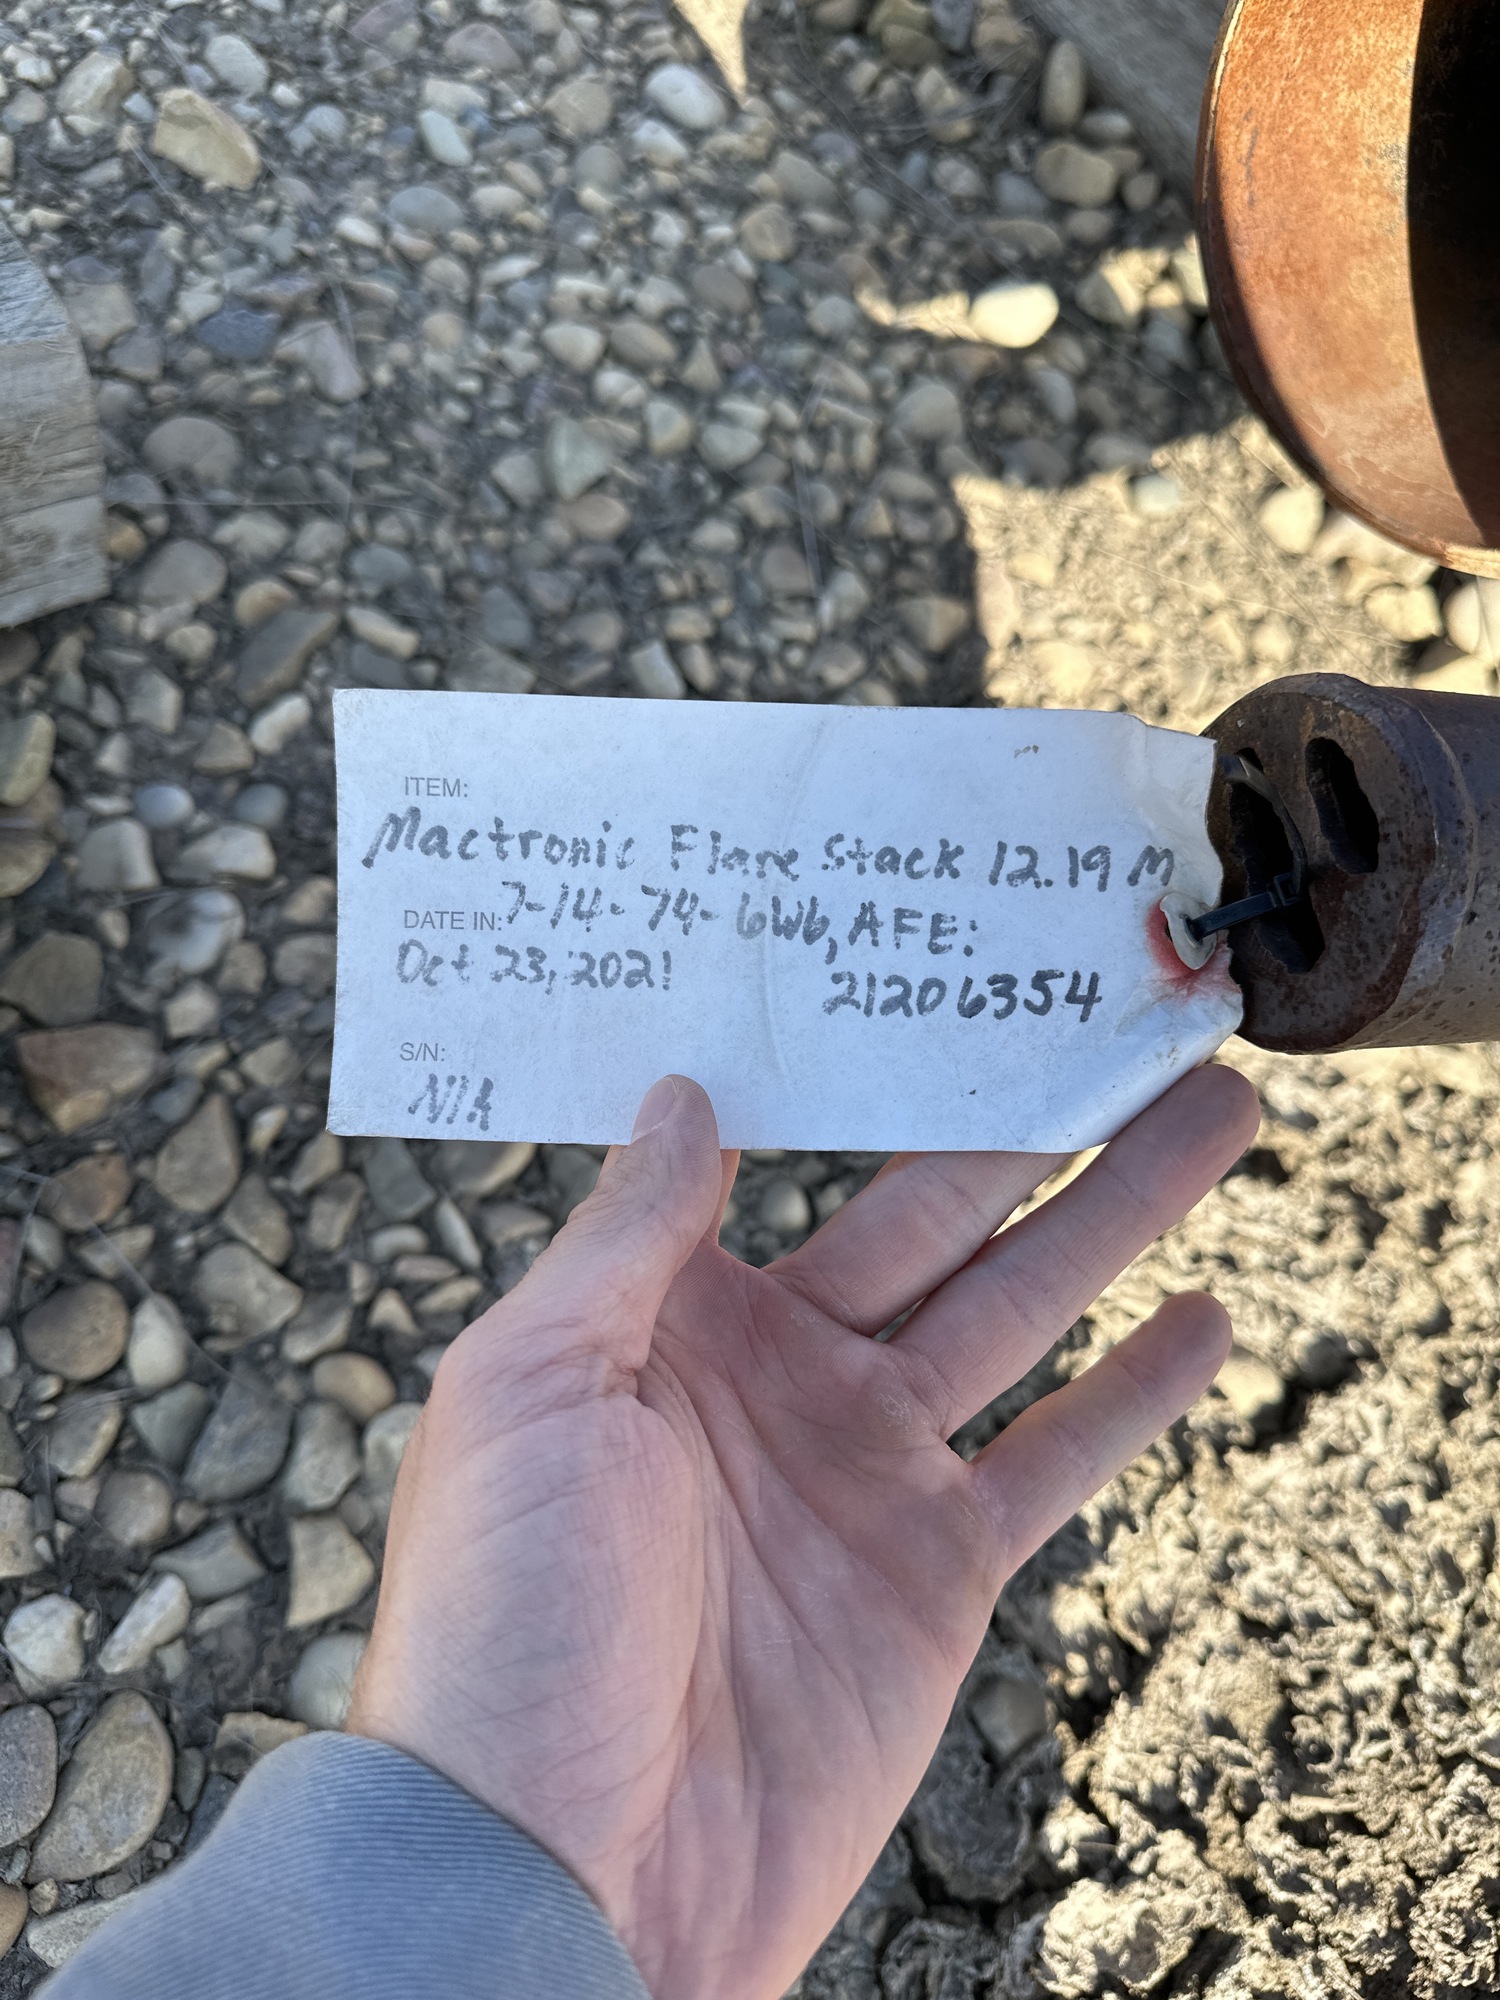 ITEM:
Mactronic Flare Stack 12.19 M
7-14-74-6W6, AFE:
DATE IN:
Oct 23, 2021
21206354
S/N:
N/A